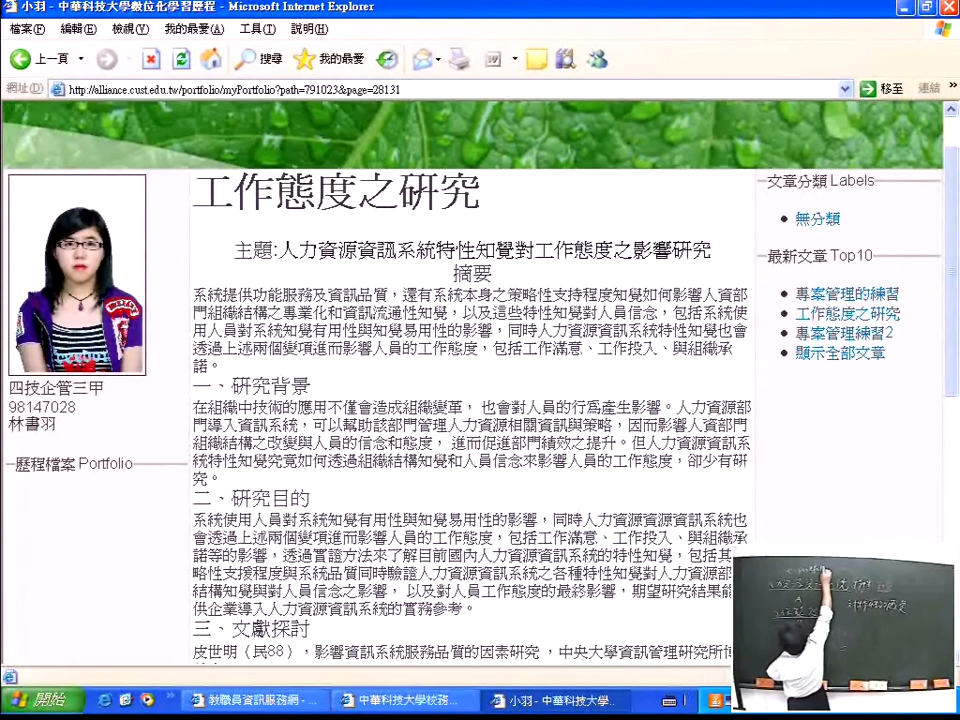 小羽 - 中華科技大學數位化學習歷程 - Microsoft Internet Explorer
檔案(F) 編輯(E) 檢視(V) 我的最愛(A) 工具(T) 說明(H)
上一頁 搜尋 我的最愛
網址(D) http://alliance.cust.edu.tw/portfolio/myPortfolio?path=791023&page=28131 移至 連結 »
工作態度之研究
主題:人力資源資訊系統特性知覺對工作態度之影響研究
摘要
系統提供功能服務及資訊品質，還有系統本身之策略性支持程度知覺如何影響人資部
門組織結構之專業化和資訊流通性知覺，以及這些特性知覺對人員信念，包括系統使
用人員對系統知覺有用性與知覺易用性的影響，同時人力資源資訊系統特性知覺也會
透過上述兩個變項進而影響人員的工作態度，包括工作滿意、工作投入、與組織承
諾。
一、研究背景
在組織中技術的應用不僅會造成組織變革， 也會對人員的行為產生影響。人力資源部
門導入資訊系統，可以幫助該部門管理人力資源相關資訊與策略，因而影響人資部門
組織結構之改變與人員的信念和態度， 進而促進部門績效之提升。但人力資源資訊系
統特性知覺究竟如何透過組織結構知覺和人員信念來影響人員的工作態度，卻少有研
究。
二、研究目的
系統使用人員對系統知覺有用性與知覺易用性的影響，同時人力資源資源資訊系統也
會透過上述兩個變項進而影響人員的工作態度，包括工作滿意、工作投入、與組織承
諾等的影響，透過實證方法來了解目前國內人力資源資訊系統的特性知覺，包括其
略性支援程度與系統品質同時驗證人力資源資訊系統之各種特性知覺對人力資源部
結構知覺與對人員信念之影響， 以及對人員態度的最終影響，期望研究結果能
供企業導入人力資源資訊系統的實務參考。
三、文獻探討
皮世明（民88），影響資訊系統服務品質的因素研究 ，中央大學資訊管理研究所博
四技企管三甲
98147028
林書羽
歷程檔案 Portfolio
文章分類 Labels
無分類
最新文章 Top10
專案管理的練習
工作態度之研究
專案管理練習2
顯示全部文章
開始 教職員資訊服務網 - ... 中華科技大學校務... 小羽 - 中華科技大學...